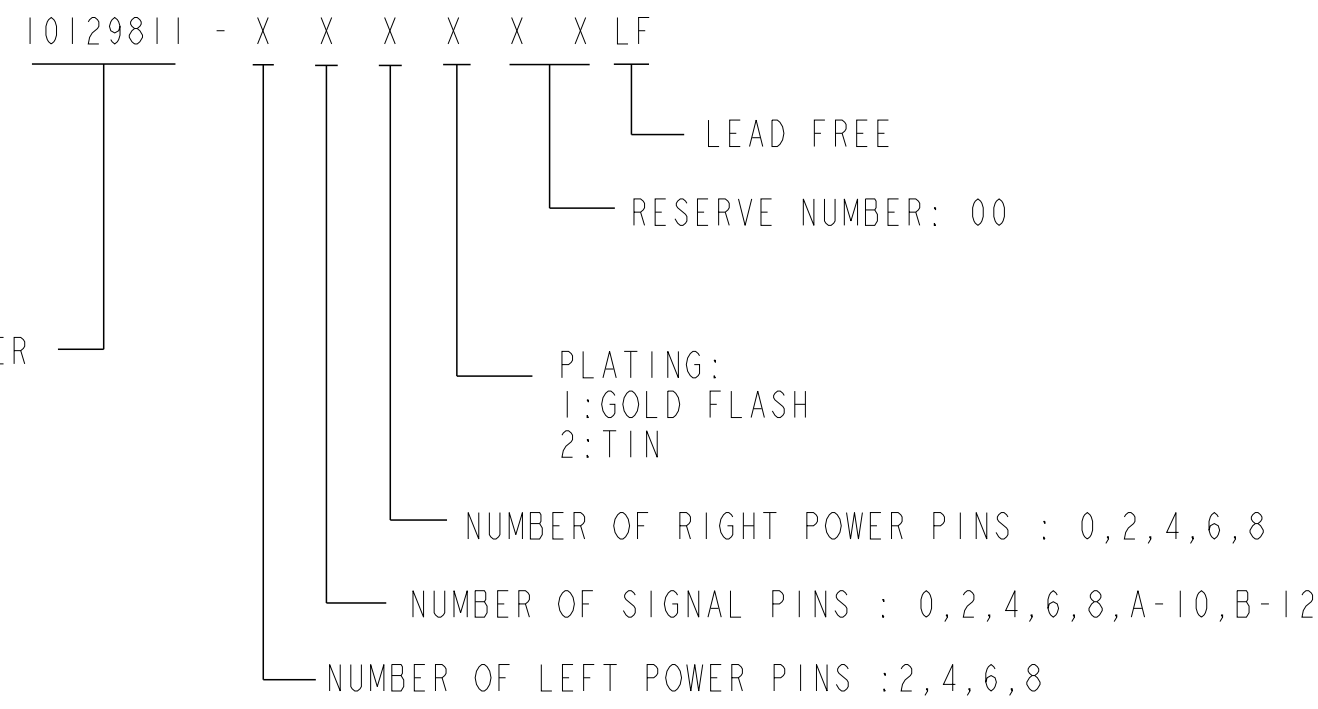 10129811 - X X X X X X LF
LEAD FREE
RESERVE NUMBER: 00
ER
PLATING:
1:GOLD FLASH
2:TIN
NUMBER OF RIGHT POWER PINS : 0,2,4,6,8
NUMBER OF SIGNAL PINS : 0,2,4,6,8,A-10,B-12
NUMBER OF LEFT POWER PINS :2,4,6,8